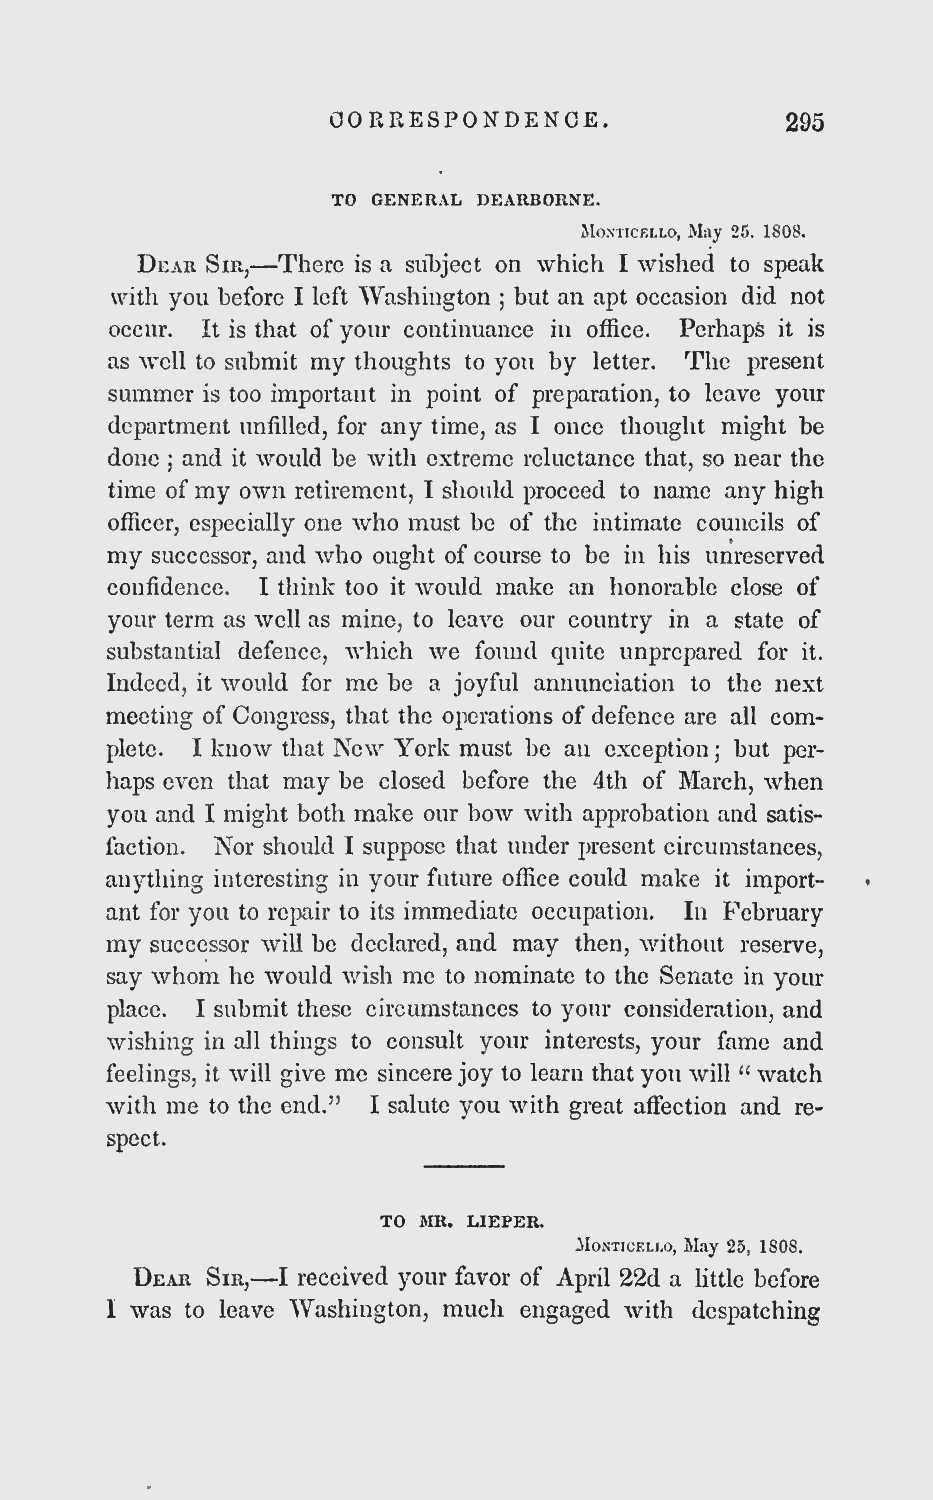 CORRESPONDENCE. 295
TO GENERAL DEARBORNE.
MONTICELLO, May 25. 1808.
DEAR SIR,—There is a subject on which I wished to speak
with you before I left Washington ; but an apt occasion did not
occur. It is that of your continuance in office. Perhaps it is
as well to submit my thoughts to you by letter. The present
summer is too important in point of preparation, to leave your
department unfilled, for any time, as I once thought might be
done ; and it would be with extreme reluctance that, so near the
time of my own retirement, I should proceed to name any high
officer, especially one who must be of the intimate councils of
my successor, and who ought of course to be in his unreserved
confidence. I think too it would make an honorable close of
your term as well as mine, to leave our country in a state of
substantial defence, which we found quite unprepared for it.
Indeed, it would for me be a joyful annunciation to the next
meeting of Congress, that the operations of defence are all com-
plete. I know that New York must be an exception; but per-
haps even that may be closed before the 4th of March, when
you and I might both make our bow with approbation and satis-
faction. Nor should I suppose that under present circumstances,
anything interesting in your future office could make it import-
ant for you to repair to its immediate occupation. In February
my successor will be declared, and may then, without reserve,
say whom he would wish me to nominate to the Senate in your
place. I submit these circumstances to your consideration, and
wishing in all things to consult your interests, your fame and
feelings, it will give me sincere joy to learn that you will “ watch
with me to the end.” I salute you with great affection and re-
spect.
TO MR. LIEPER.
MONTICELLO, May 25, 1808.
DEAR SIR,—I received your favor of April 22d a little before
I was to leave Washington, much engaged with despatching